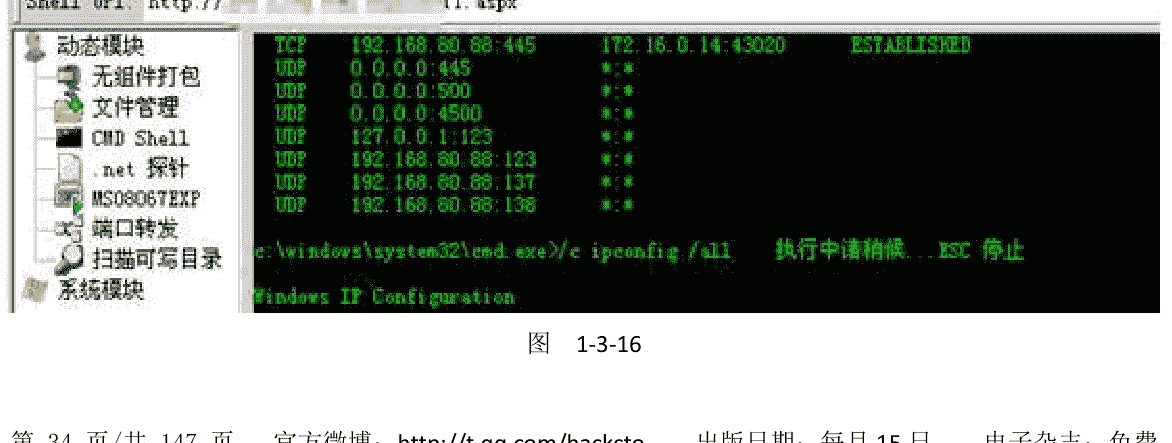 Shell Url: http://
动态模块
无组件打包
文件管理
CMD Shell
.net 探针
MS08067EXP
端口转发
扫描可写目录
系统模块
TCP 192.168.80.88:445 172.16.0.14:43020 ESTABLISHED
UDP 0.0.0.0:445 *:*
UDP 0.0.0.0:500 *:*
UDP 0.0.0.0:4500 *:*
UDP 127.0.0.1:123 *:*
UDP 192.168.80.88:123 *:*
UDP 192.168.80.88:137 *:*
UDP 192.168.80.88:138 *:*
c:\windows\system32\cmd.exe>/c ipconfig /all 执行中请稍候...ESC 停止
Windows IP Configuration
图 1-3-16
第 34 页/共 147 页 官方微博：http://t.qq.com/hacksto 出版日期：每月 15 日 电子杂志：免费